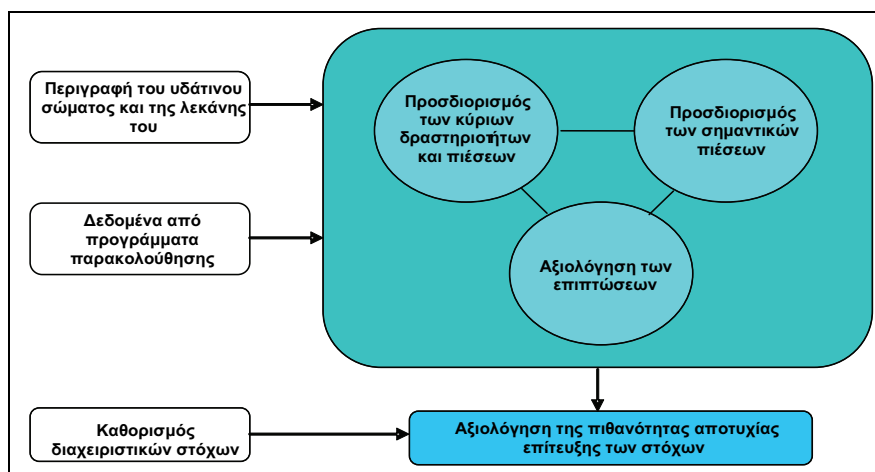 Περιγραφή του υδάτινου
σώματος και της λεκάνης
του
Προσδιορισμός
των κύριων
δραστηριοτήτων
και πιέσεων
Προσδιορισμός
των σημαντικών
πιέσεων
Δεδομένα από
προγράμματα
παρακολούθησης
Αξιολόγηση των
επιπτώσεων
Καθορισμός
διαχειριστικών στόχων
Αξιολόγηση της πιθανότητας αποτυχίας
επίτευξης των στόχων